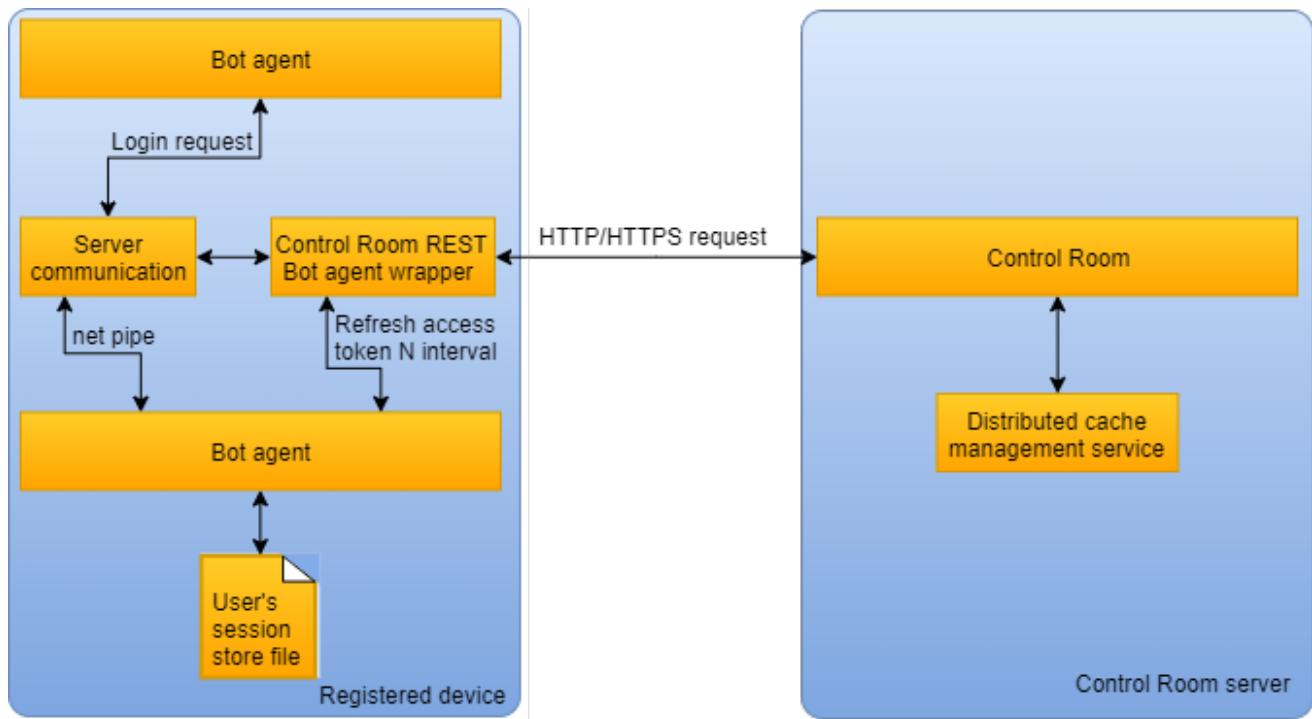 Bot agent
Login request
Server
communication
Control Room REST
Bot agent wrapper
net pipe
Refresh access
token N interval
Bot agent
User's
session
store file
Registered device
HTTP/HTTPS request
Control Room
Distributed cache
management service
Control Room server